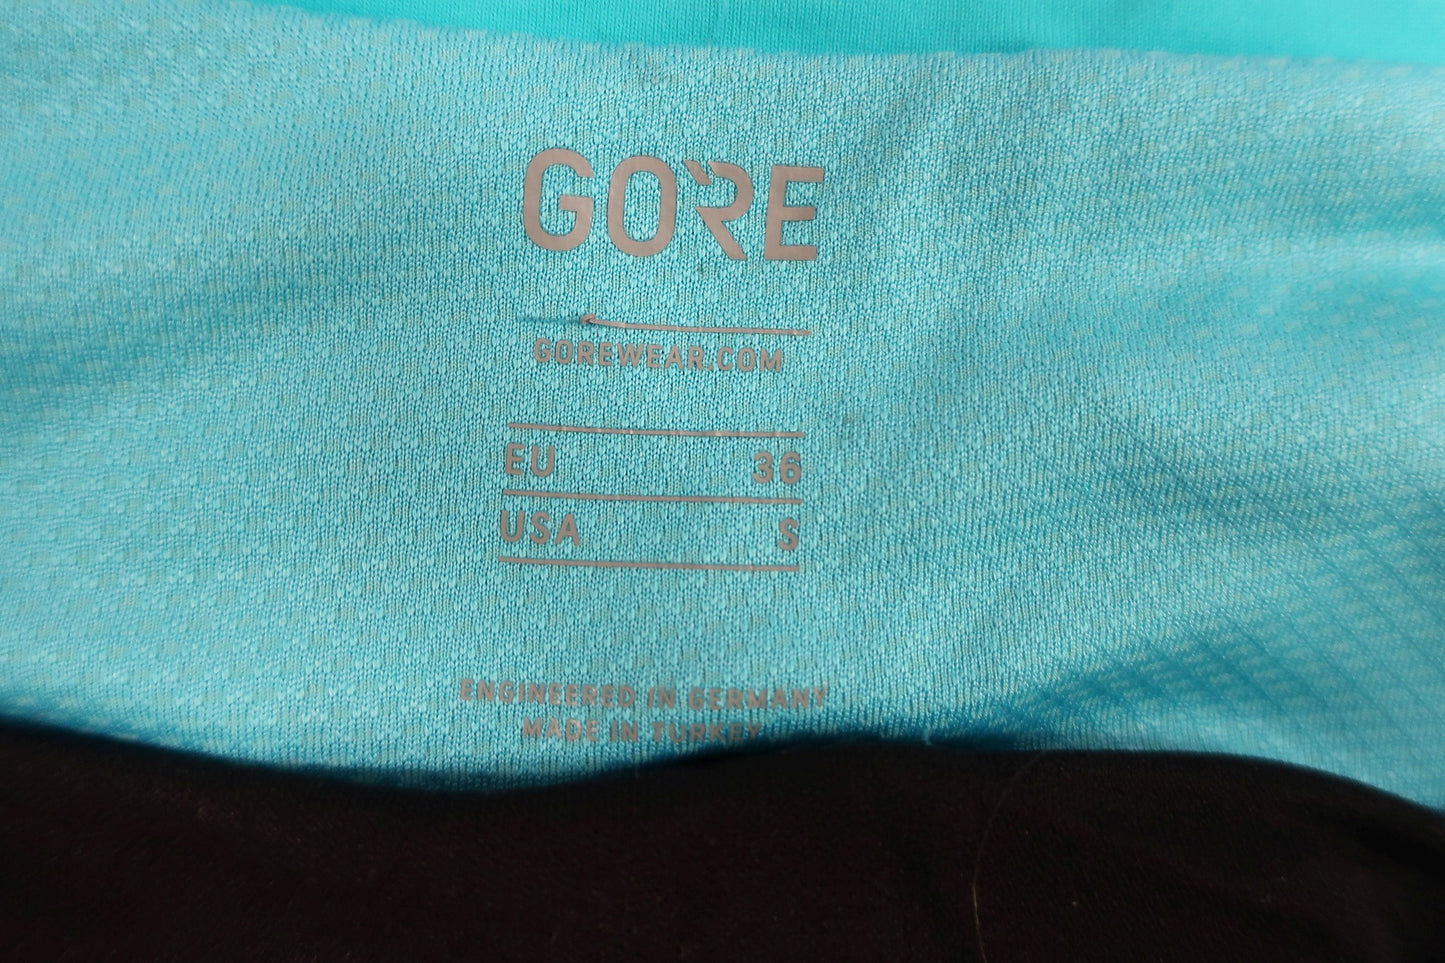 GORE
GOREWEAR.COM
EU 36
USA S
ENGINEERED IN GERMANY
MADE IN TURKEY